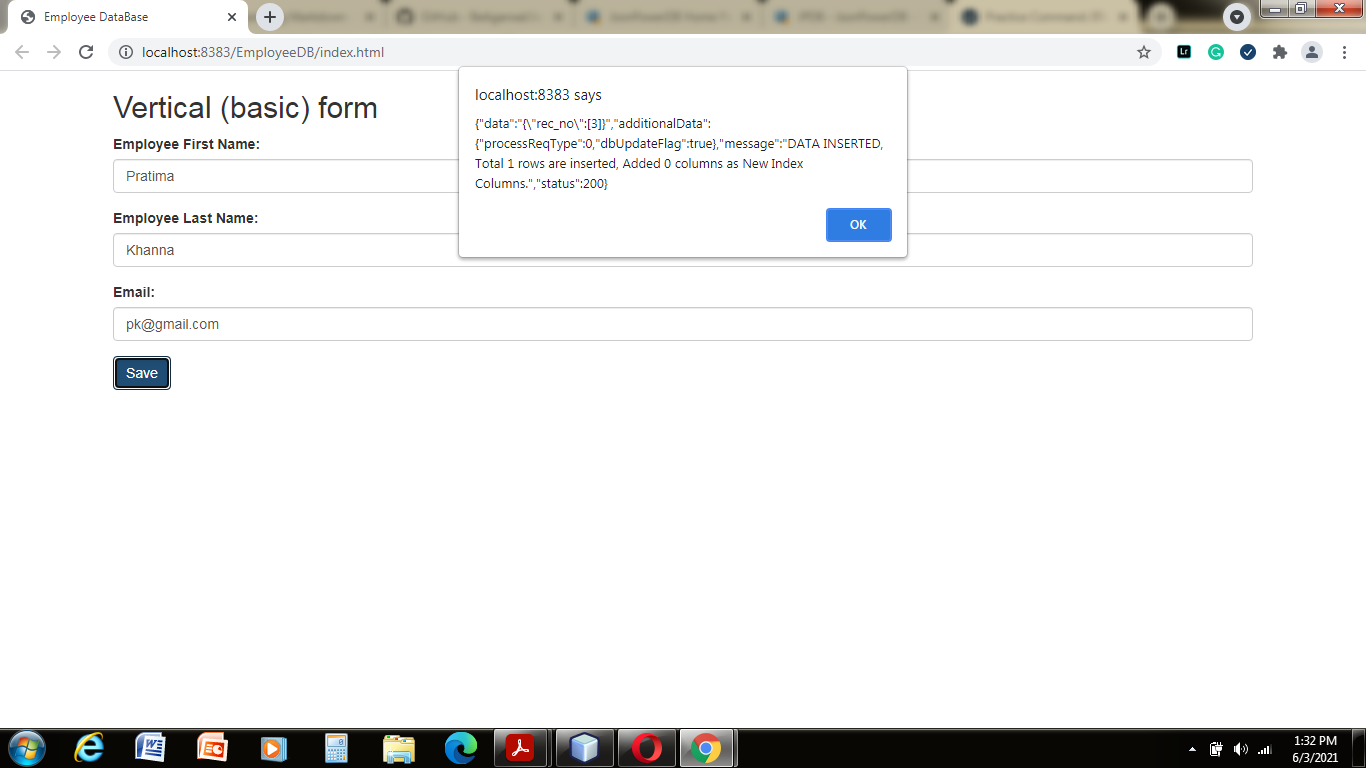 Employee DataBase
localhost:8383/EmployeeDB/index.html
localhost:8383 says
{"data":"{\"rec_no\":[3]}","additionalData":
{"processReqType":0,"dbUpdateFlag":true},"message":"DATA INSERTED,
Total 1 rows are inserted, Added 0 columns as New Index
Columns.","status":200}
OK
Vertical (basic) form
Employee First Name:
Pratima
Employee Last Name:
Khanna
Email:
pk@gmail.com
Save
1:32 PM
6/3/2021